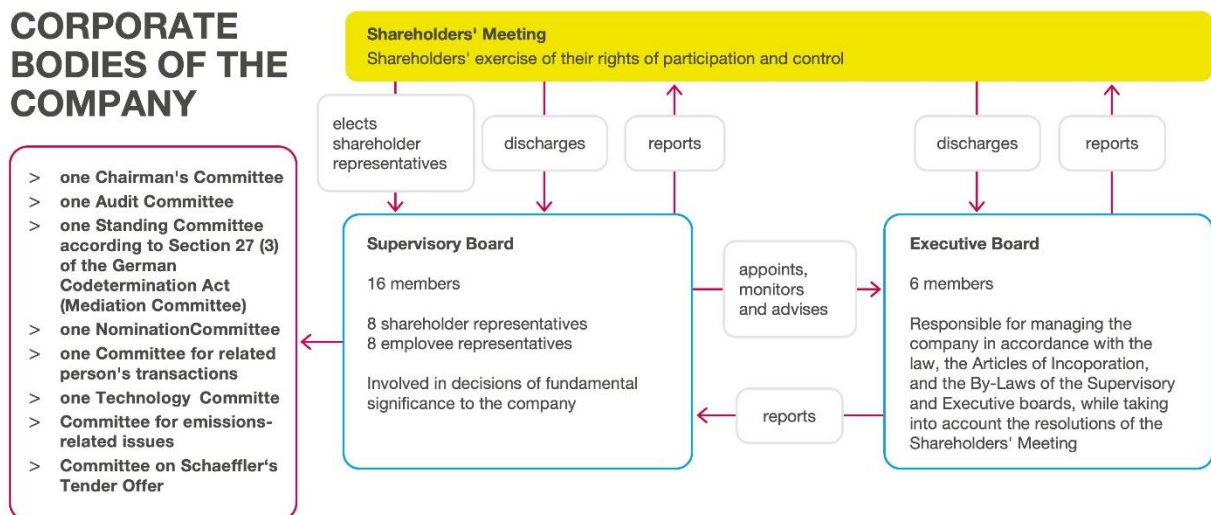 CORPORATE
BODIES OF THE
COMPANY
Shareholders' Meeting
Shareholders' exercise of their rights of participation and control
elects
shareholder
representatives
discharges
reports
discharges
reports
> one Chairman's Committee
> one Audit Committee
> one Standing Committee
according to Section 27 (3)
of the German
Codetermination Act
(Mediation Committee)
> one NominationCommittee
> one Committee for related
person's transactions
> one Technology Committe
> Committee for emissions-
related issues
> Committee on Schaeffler‘s
Tender Offer
Supervisory Board
16 members
8 shareholder representatives
8 employee representatives
Involved in decisions of fundamental
significance to the company
appoints,
monitors
and advises
reports
Executive Board
6 members
Responsible for managing the
company in accordance with the
law, the Articles of Incoporation,
and the By-Laws of the Supervisory
and Executive boards, while taking
into account the resolutions of the
Shareholders' Meeting